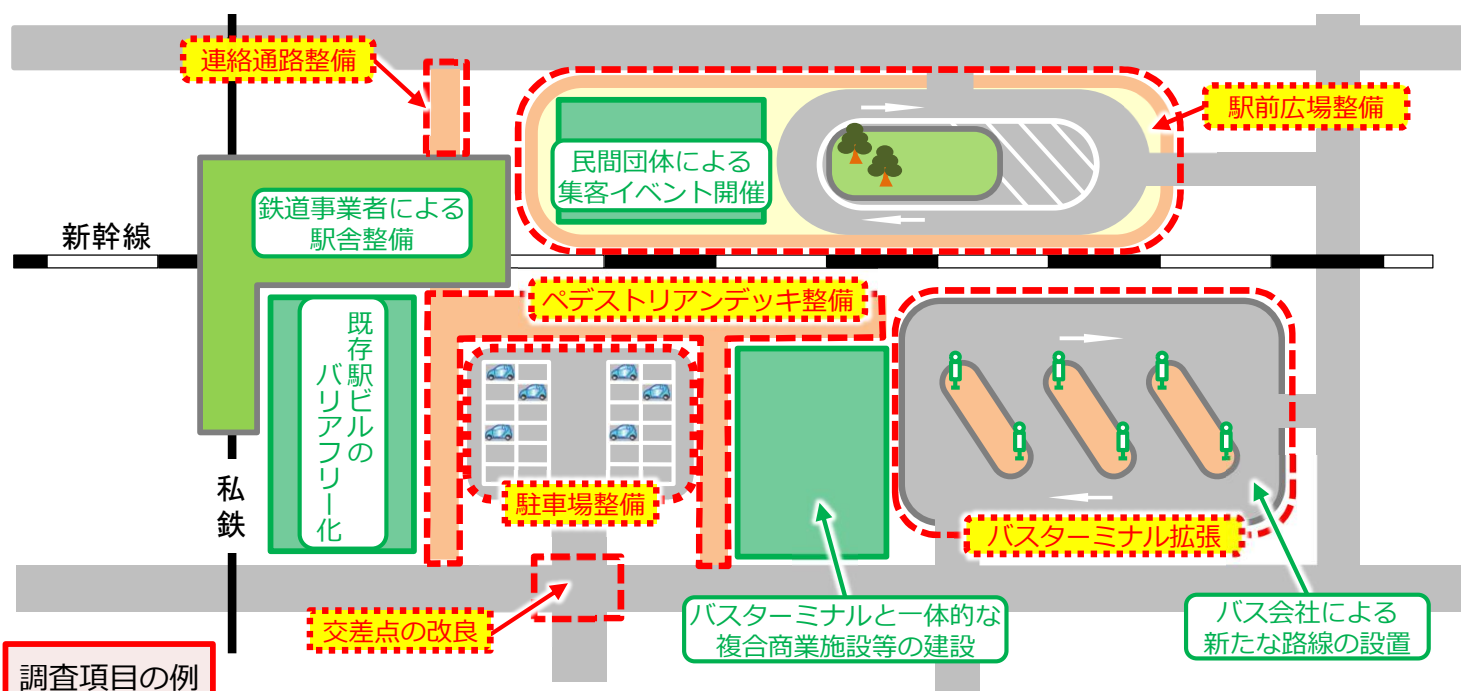 連絡通路整備
駅前広場整備
民間団体による
集客イベント開催
鉄道事業者による
駅舎整備
新幹線
ペデストリアンデッキ整備
既存駅ビルの
バリアフリー化
私鉄
駐車場整備
バスターミナル拡張
交差点の改良
バスターミナルと一体的な
複合商業施設等の建設
バス会社による
新たな路線の設置
調査項目の例